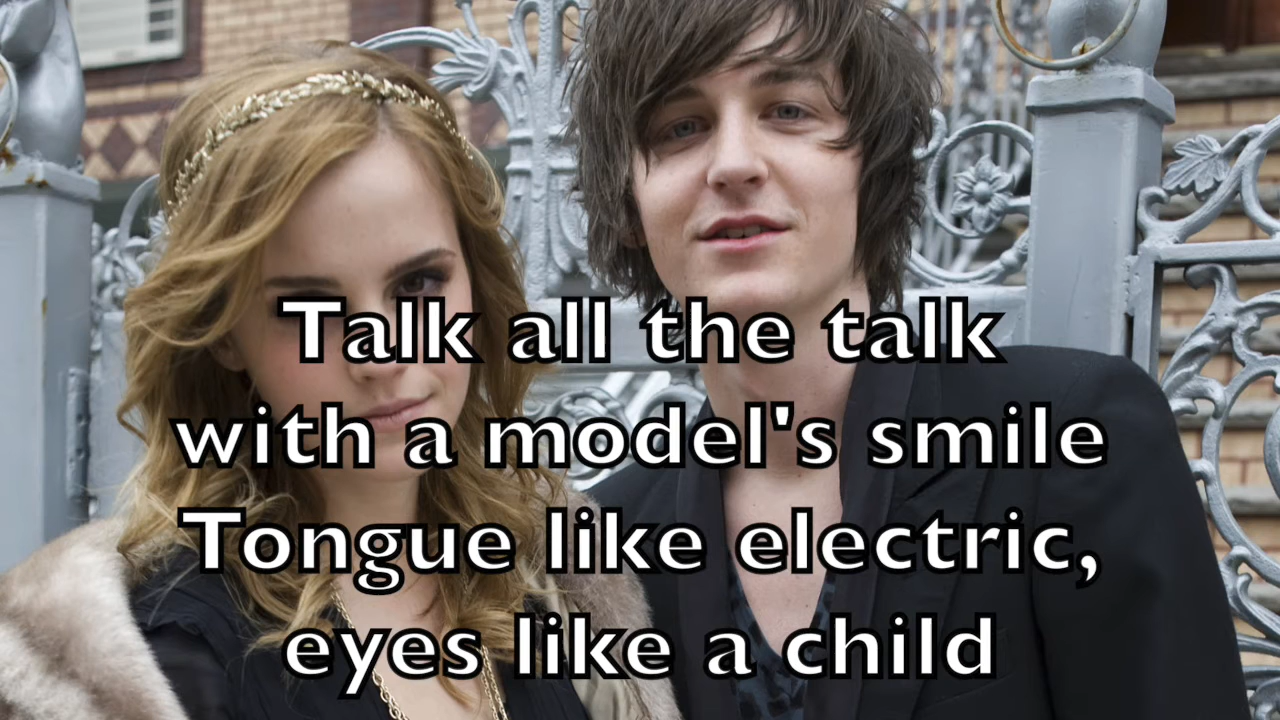 Talk all the talk
with a model's smile
Tongue like electric,
eyes like a child